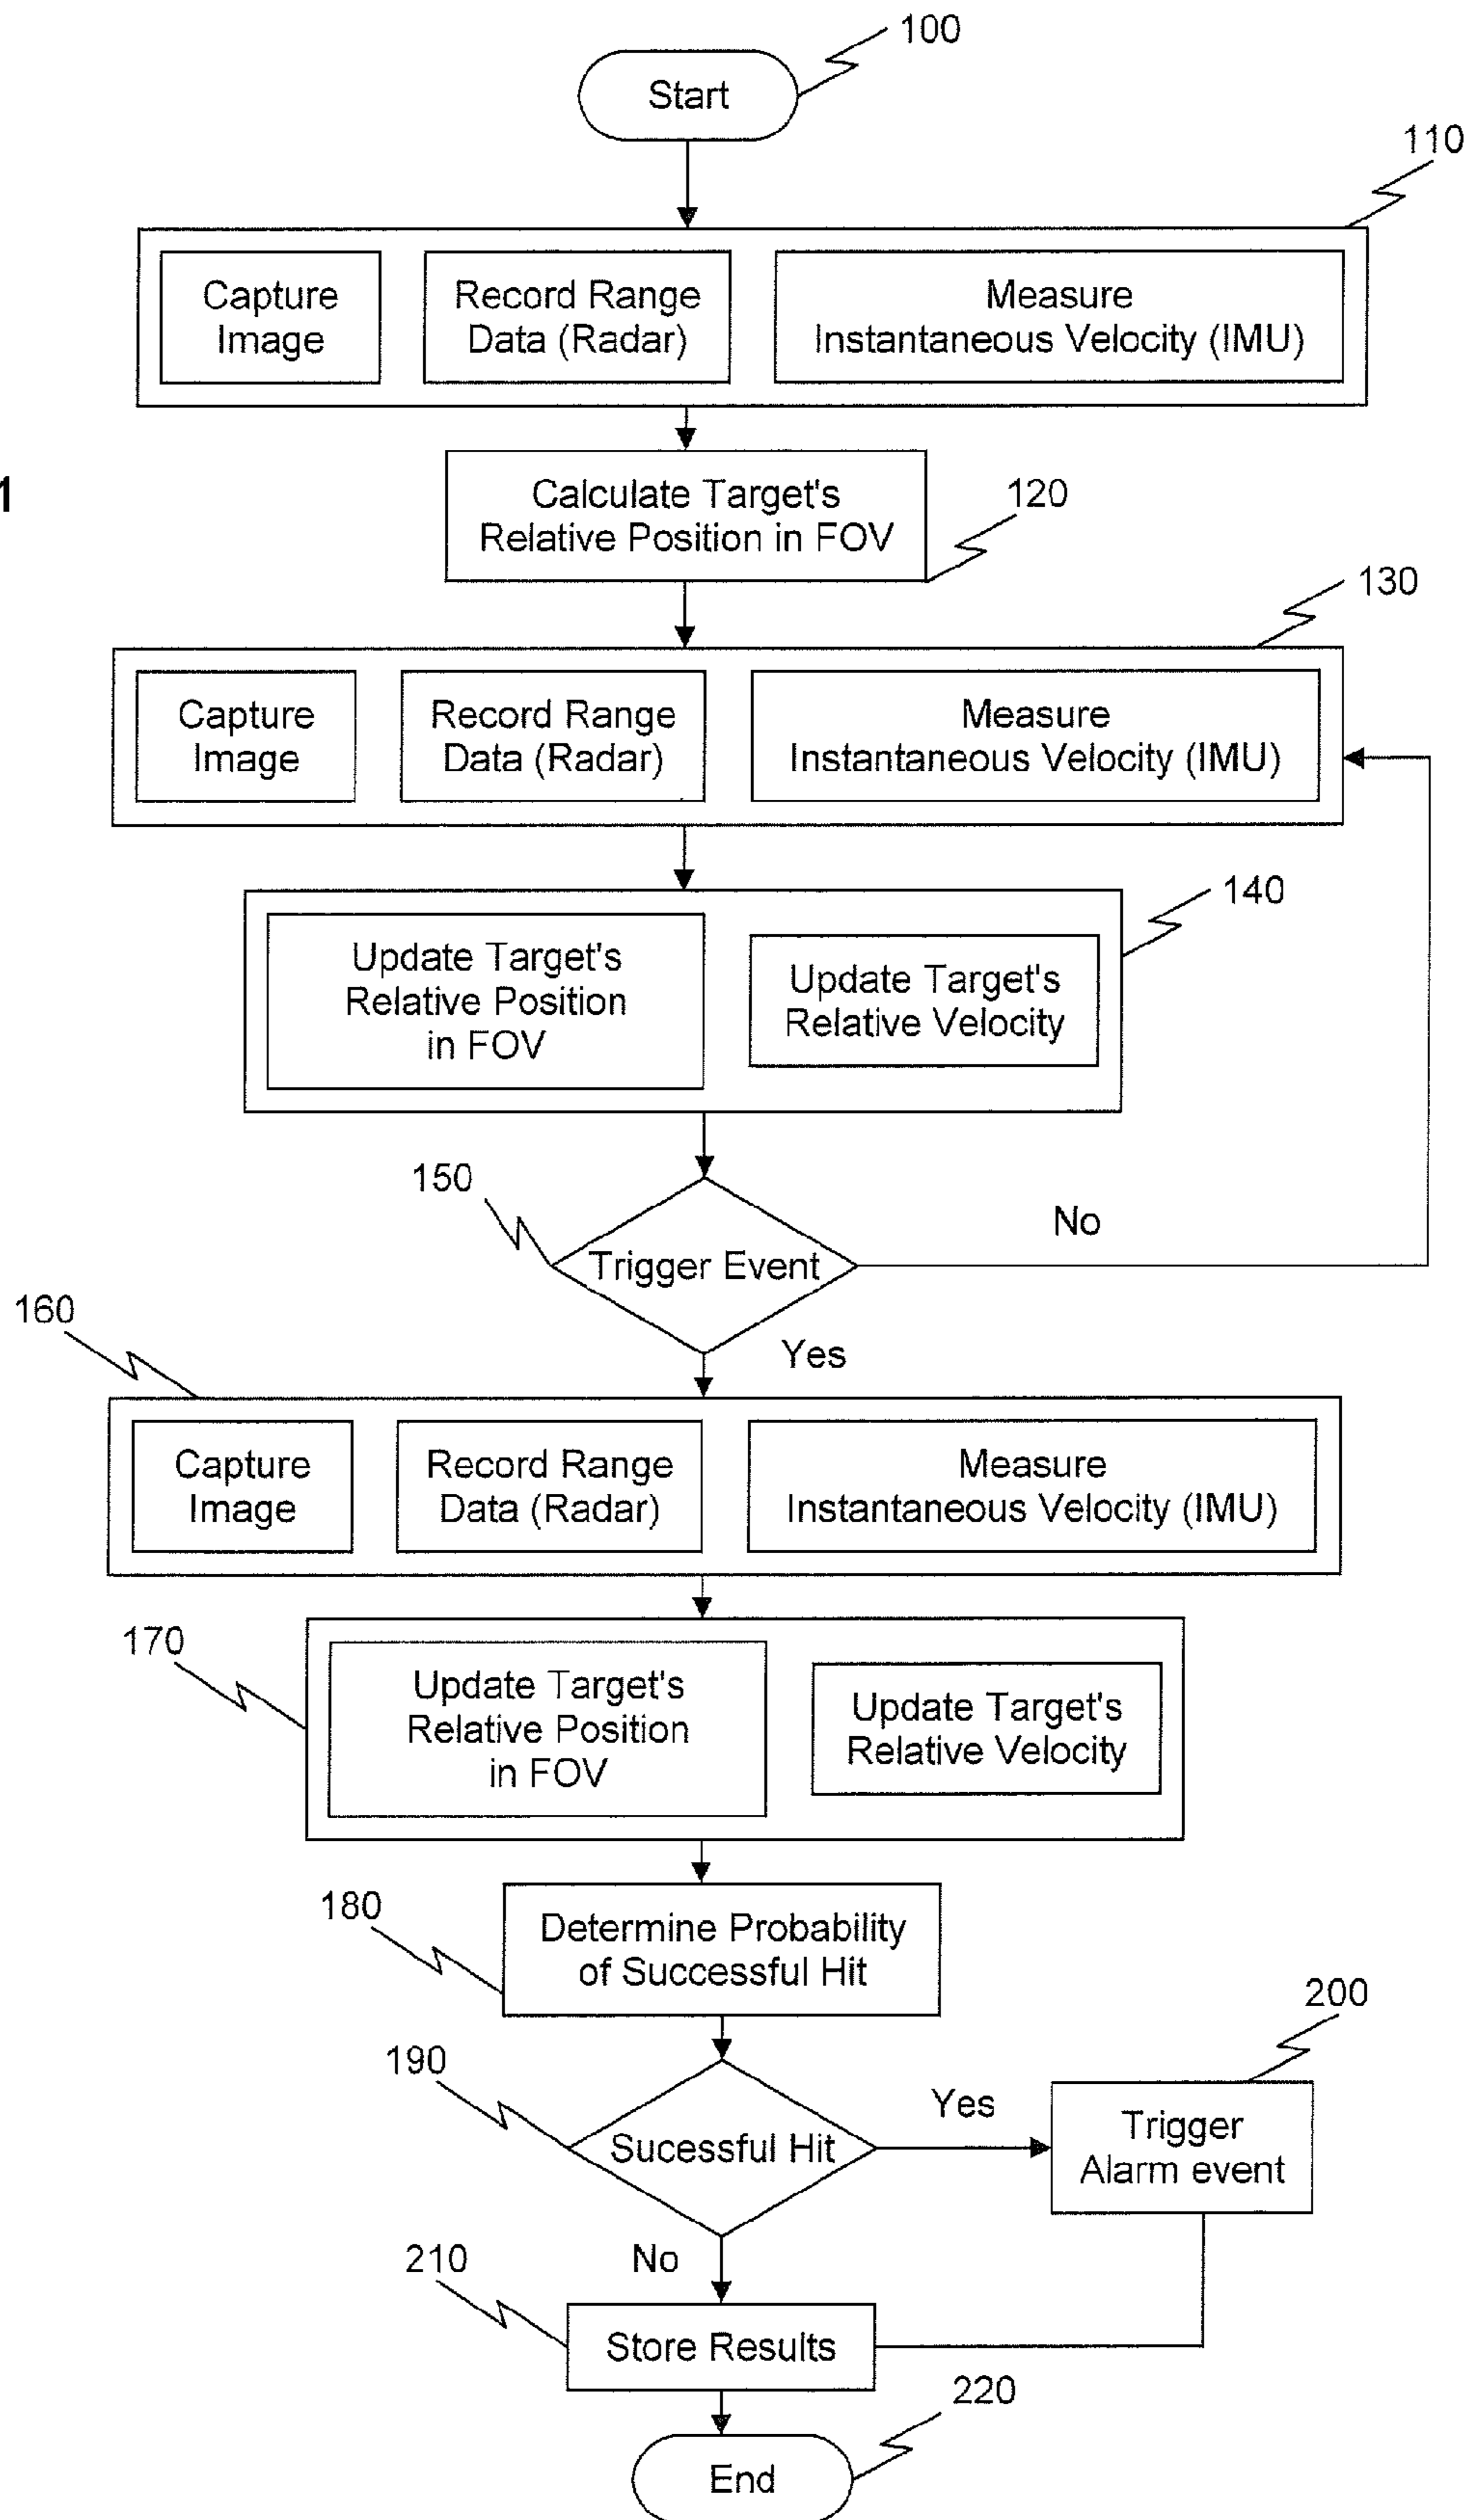 100
Start
110
Capture
Image
Record Range
Data (Radar)
Measure
Instantaneous Velocity (IMU)
1
Calculate Target's
Relative Position in FOV
120
130
Capture
Image
Record Range
Data (Radar)
Measure
Instantaneous Velocity (IMU)
140
Update Target's
Relative Position
in FOV
Update Target's
Relative Velocity
150
Trigger Event
No
Yes
160
Capture
Image
Record Range
Data (Radar)
Measure
Instantaneous Velocity (IMU)
170
Update Target's
Relative Position
in FOV
Update Target's
Relative Velocity
180
Determine Probability
of Successful Hit
190
Sucessful Hit
Yes
200
Trigger
Alarm event
No
210
Store Results
220
End